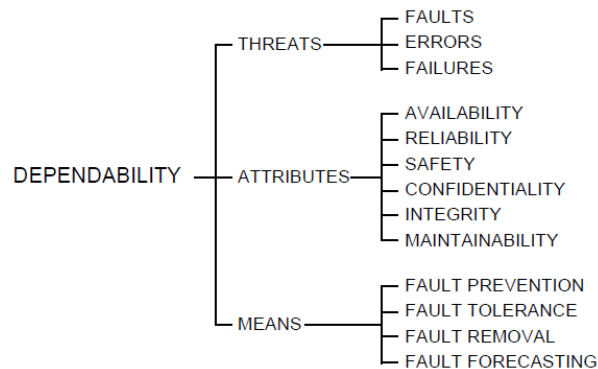 DEPENDABILITY
THREATS
FAULTS
ERRORS
FAILURES
ATTRIBUTES
AVAILABILITY
RELIABILITY
SAFETY
CONFIDENTIALITY
INTEGRITY
MAINTAINABILITY
MEANS
FAULT PREVENTION
FAULT TOLERANCE
FAULT REMOVAL
FAULT FORECASTING